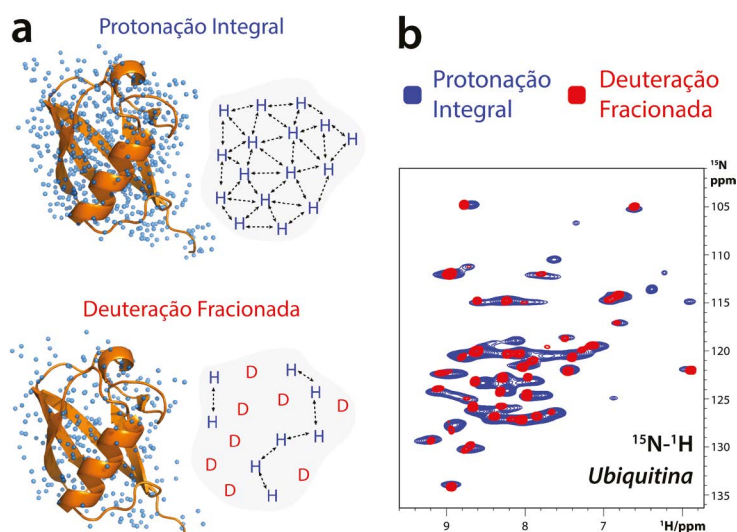 a
Protonação Integral
H H H
H H H H
H H H
H H H
H H
Deuteração Fracionada
H D H
D D H D
H D H
D H
D H D
b
Protonação
Integral
Deuteração
Fracionada
15N
ppm
105
110
115
120
125
130
135
15N-1H
Ubiquitina
9 8 7 1H/ppm